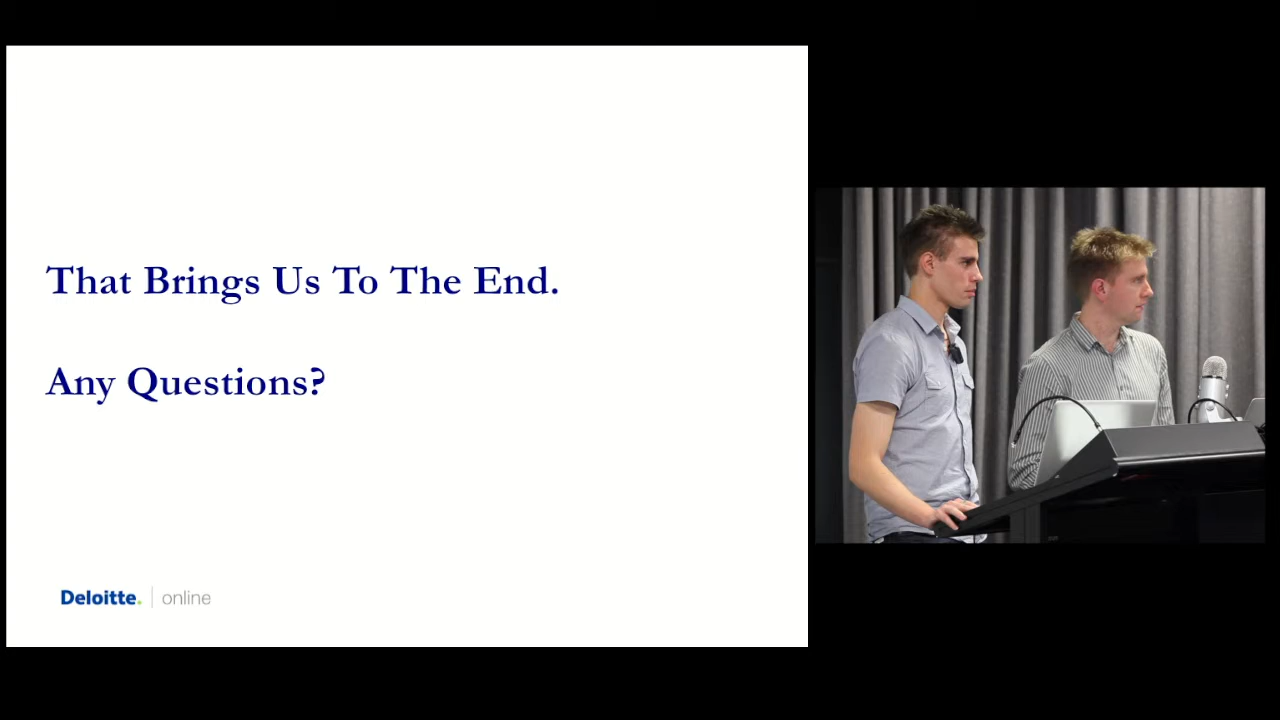 That Brings Us To The End.
Any Questions?
Deloitte. | online